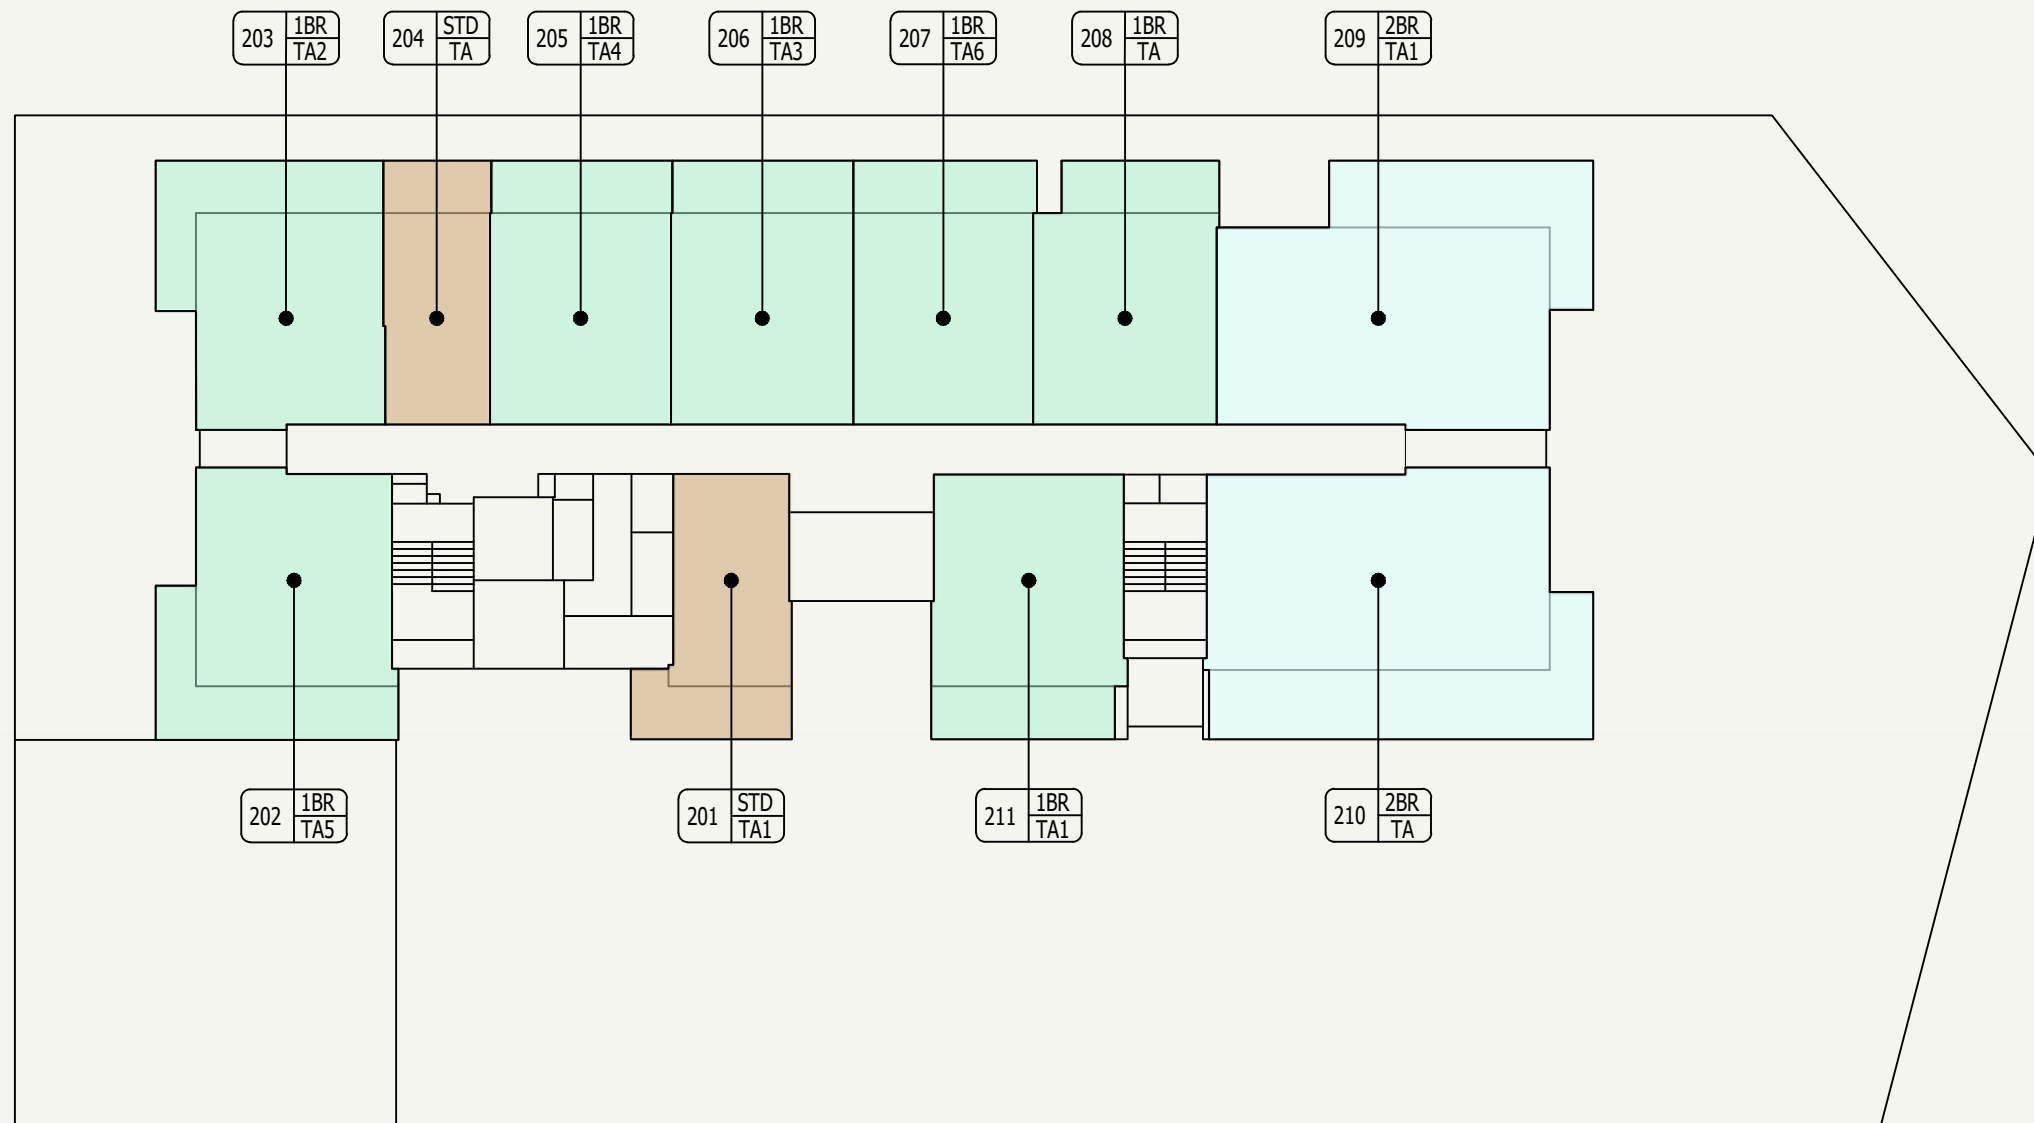 203 1BR TA2
204 STD TA
205 1BR TA4
206 1BR TA3
207 1BR TA6
208 1BR TA
209 2BR TA1
202 1BR TA5
201 STD TA1
211 1BR TA1
210 2BR TA